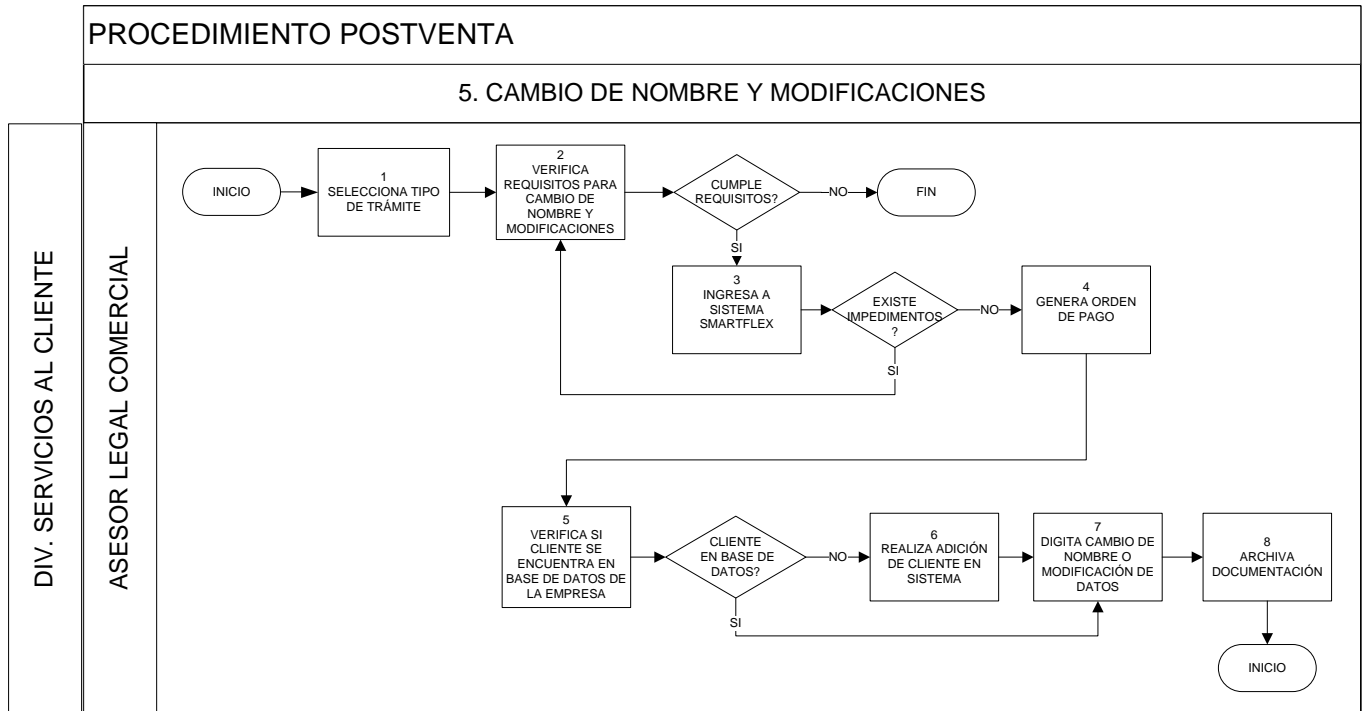 PROCEDIMIENTO POSTVENTA
5. CAMBIO DE NOMBRE Y MODIFICACIONES
DIV. SERVICIOS AL CLIENTE
ASESOR LEGAL COMERCIAL
INICIO
1
SELECCIONA TIPO
DE TRÁMITE
2
VERIFICA
REQUISITOS PARA
CAMBIO DE
NOMBRE Y
MODIFICACIONES
CUMPLE
REQUISITOS?
NO
FIN
SI
3
INGRESA A
SISTEMA
SMARTFLEX
EXISTE
IMPEDIMENTOS
?
NO
4
GENERA ORDEN
DE PAGO
SI
5
VERIFICA SI
CLIENTE SE
ENCUENTRA EN
BASE DE DATOS DE
LA EMPRESA
CLIENTE
EN BASE DE
DATOS?
NO
6
REALIZA ADICIÓN
DE CLIENTE EN
SISTEMA
7
DIGITA CAMBIO DE
NOMBRE O
MODIFICACIÓN DE
DATOS
8
ARCHIVA
DOCUMENTACIÓN
SI
INICIO